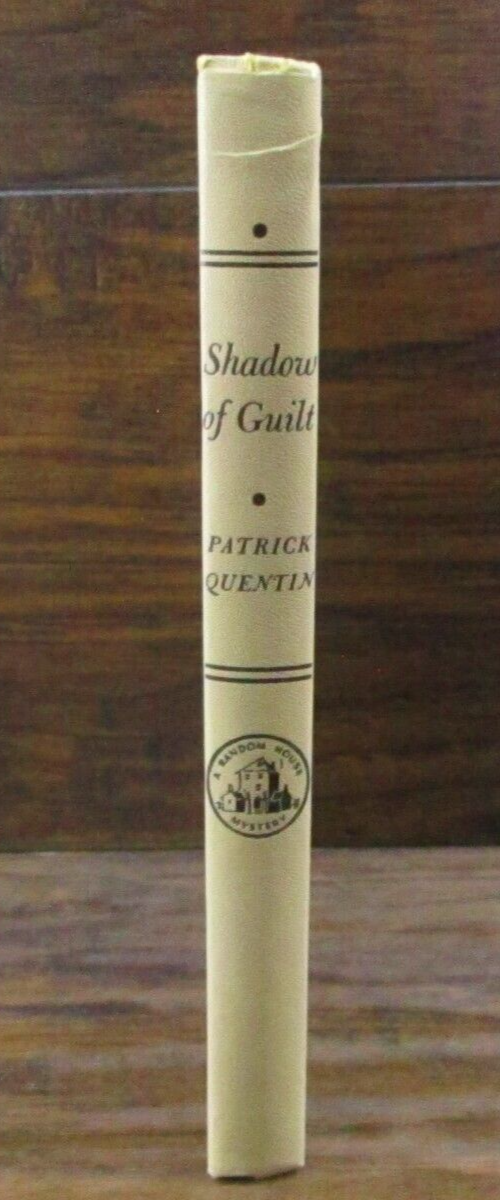 Shadow
of Guilt
PATRICK
QUENTIN
A RANDOM HOUSE
MYSTERY